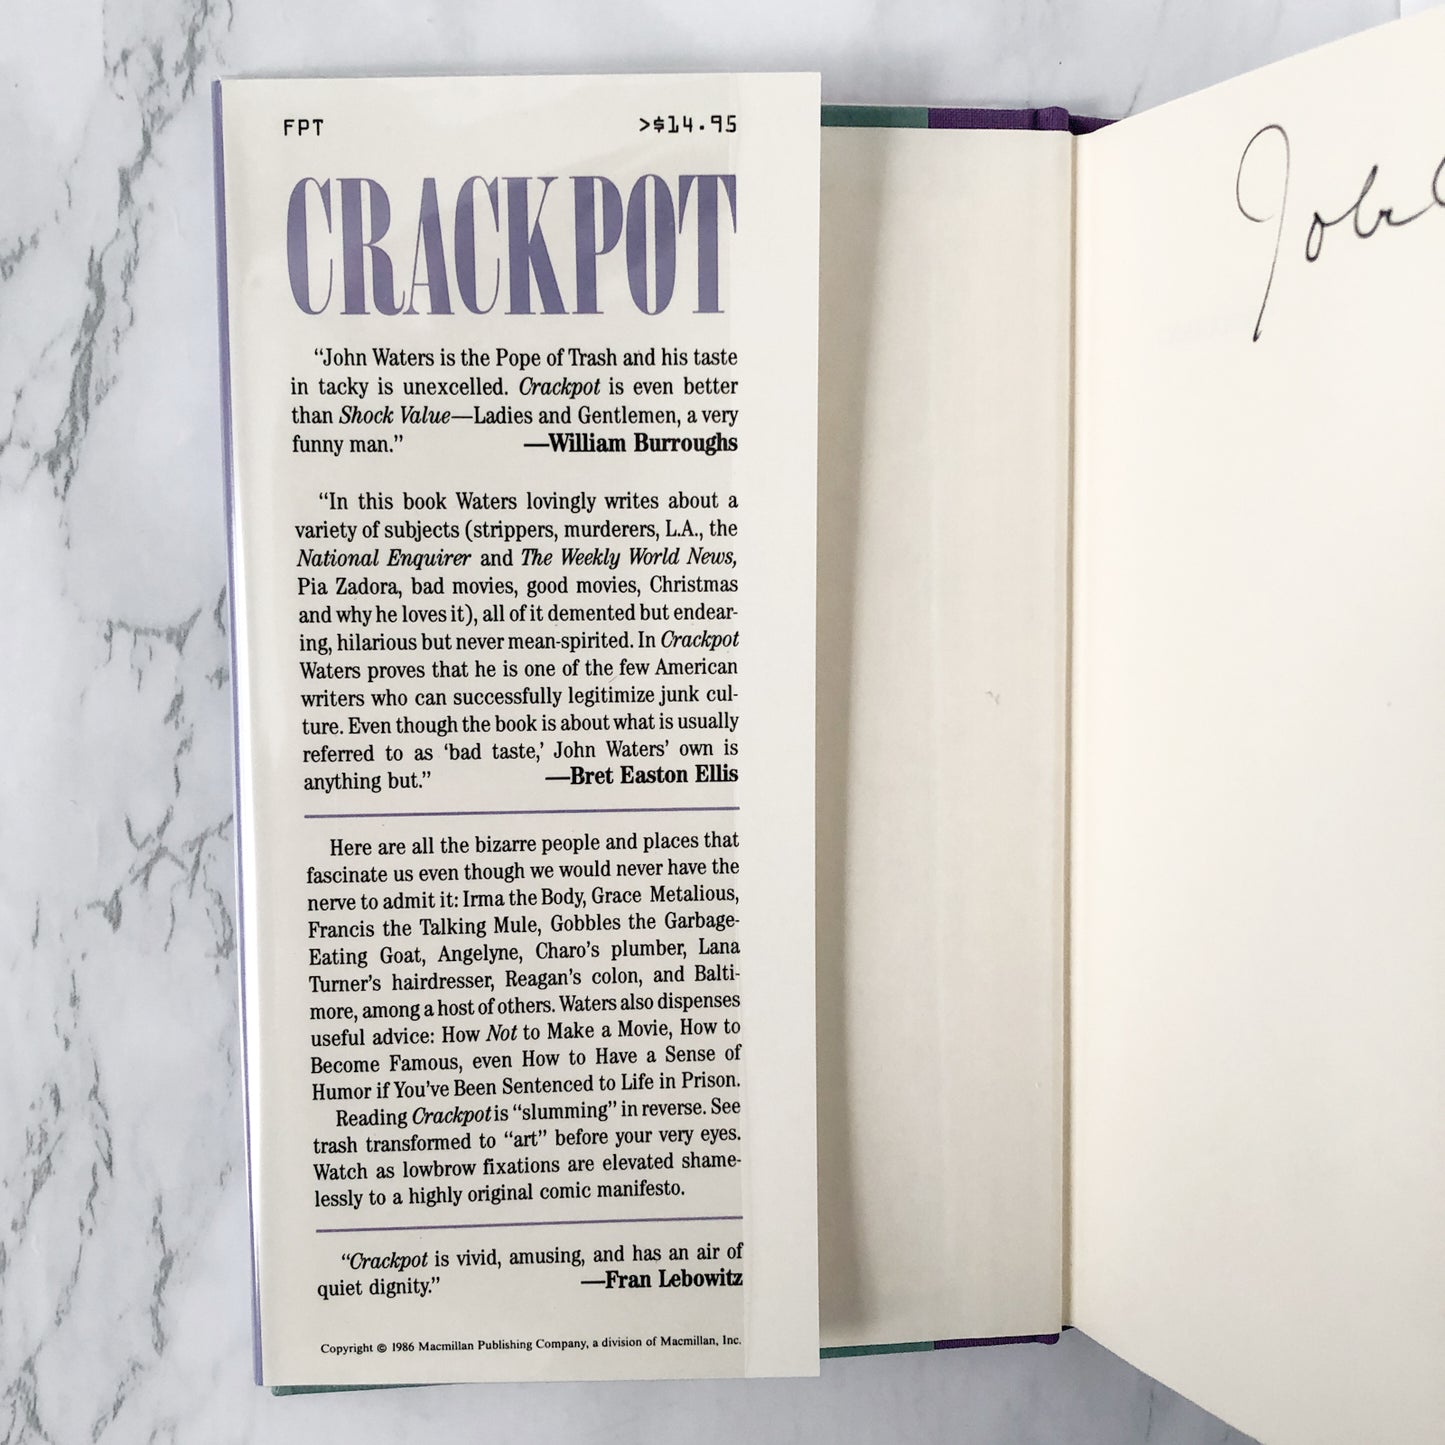 FPT >$14.95
CRACKPOT
“John Waters is the Pope of Trash and his taste
in tacky is unexcelled. Crackpot is even better
than Shock Value—Ladies and Gentlemen, a very
funny man.” —William Burroughs
“In this book Waters lovingly writes about a
variety of subjects (strippers, murderers, L.A., the
National Enquirer and The Weekly World News,
Pia Zadora, bad movies, good movies, Christmas
and why he loves it), all of it demented but endear-
ing, hilarious but never mean-spirited. In Crackpot
Waters proves that he is one of the few American
writers who can successfully legitimize junk cul-
ture. Even though the book is about what is usually
referred to as ‘bad taste,’ John Waters’ own is
anything but.” —Bret Easton Ellis
Here are all the bizarre people and places that
fascinate us even though we would never have the
nerve to admit it: Irma the Body, Grace Metalious,
Francis the Talking Mule, Gobbles the Garbage-
Eating Goat, Angelyne, Charo’s plumber, Lana
Turner’s hairdresser, Reagan’s colon, and Balti-
more, among a host of others. Waters also dispenses
useful advice: How Not to Make a Movie, How to
Become Famous, even How to Have a Sense of
Humor if You’ve Been Sentenced to Life in Prison.
Reading Crackpot is “slumming” in reverse. See
trash transformed to “art” before your very eyes.
Watch as lowbrow fixations are elevated shame-
lessly to a highly original comic manifesto.
“Crackpot is vivid, amusing, and has an air of
quiet dignity.” —Fran Lebowitz
Copyright © 1986 Macmillan Publishing Company, a division of Macmillan, Inc.